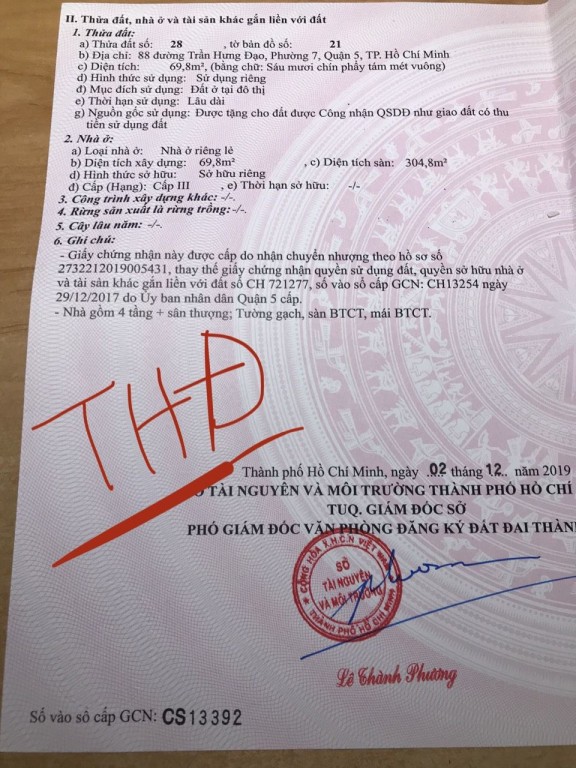 II. Thửa đất, nhà ở và tài sản khác gắn liền với đất
1. Thửa đất:
a) Thửa đất số: 28 , tờ bản đồ số: 21
b) Địa chỉ: 88 đường Trần Hưng Đạo, Phường 7, Quận 5, TP. Hồ Chí Minh
c) Diện tích: 69,8m², (bằng chữ: Sáu mươi chín phẩy tám mét vuông)
d) Hình thức sử dụng: Sử dụng riêng
đ) Mục đích sử dụng: Đất ở tại đô thị
e) Thời hạn sử dụng: Lâu dài
g) Nguồn gốc sử dụng: Được tặng cho đất được Công nhận QSDĐ như giao đất có thu
tiền sử dụng đất
2. Nhà ở:
a) Loại nhà ở: Nhà ở riêng lẻ
b) Diện tích xây dựng: 69,8m² , c) Diện tích sàn: 304,8m²
d) Hình thức sở hữu: Sở hữu riêng
đ) Cấp (Hạng): Cấp III , e) Thời hạn sở hữu: -/-
3. Công trình xây dựng khác: -/-.
4. Rừng sản xuất là rừng trồng:-/-.
5. Cây lâu năm: -/-.
6. Ghi chú:
- Giấy chứng nhận này được cấp do nhận chuyển nhượng theo hồ sơ số
2732212019005431, thay thế giấy chứng nhận quyền sử dụng đất, quyền sở hữu nhà ở
và tài sản khác gắn liền với đất số CH 721277, số vào sổ cấp GCN: CH13254 ngày
29/12/2017 do Ủy ban nhân dân Quận 5 cấp.
- Nhà gồm 4 tầng + sân thượng; Tường gạch, sàn BTCT, mái BTCT.
THĐ
Thành phố Hồ Chí Minh, ngày 02 tháng 12 năm 2019
TÀI NGUYÊN VÀ MÔI TRƯỜNG THÀNH PHỐ HỒ CHÍ
TUQ. GIÁM ĐỐC SỞ
PHÓ GIÁM ĐỐC VĂN PHÒNG ĐĂNG KÝ ĐẤT ĐAI THÀN
CỘNG HÒA X.H.C.N VIỆT NAM
SỞ
TÀI NGUYÊN
VÀ MÔI TRƯỜNG
THÀNH PHỐ HỒ CHÍ MINH
Lê Thành Phương
Số vào sổ cấp GCN: CS13392